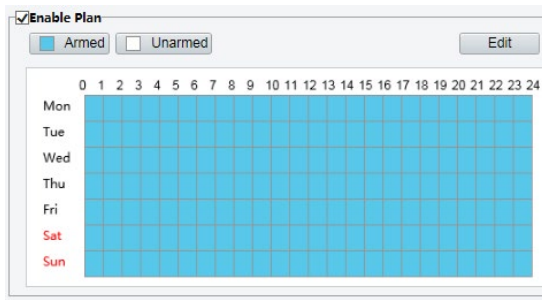 Enable Plan
Armed Unarmed Edit
0 1 2 3 4 5 6 7 8 9 10 11 12 13 14 15 16 17 18 19 20 21 22 23 24
Mon
Tue
Wed
Thu
Fri
Sat
Sun